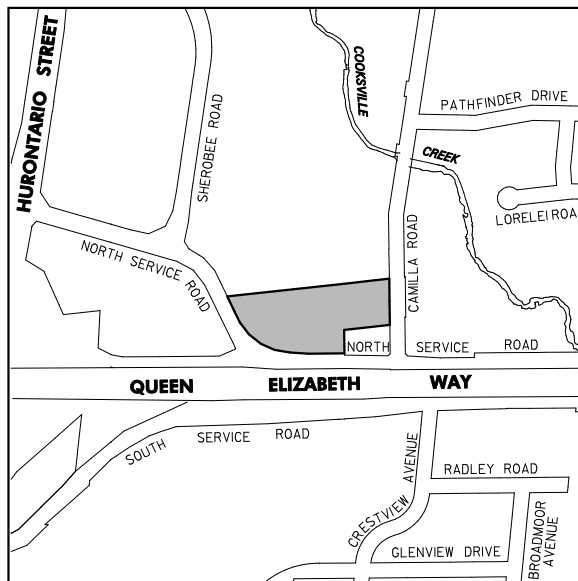 HURONTARIO STREET
SHEROBEE ROAD
COOKSVILLE
CREEK
PATHFINDER DRIVE
LORELEI ROA
CAMILLA ROAD
NORTH SERVICE ROAD
NORTH SERVICE ROAD
QUEEN ELIZABETH WAY
SOUTH SERVICE ROAD
CRESTVIEW AVENUE
RADLEY ROAD
GLENVIEW DRIVE
BROADMOOR
AVENUE